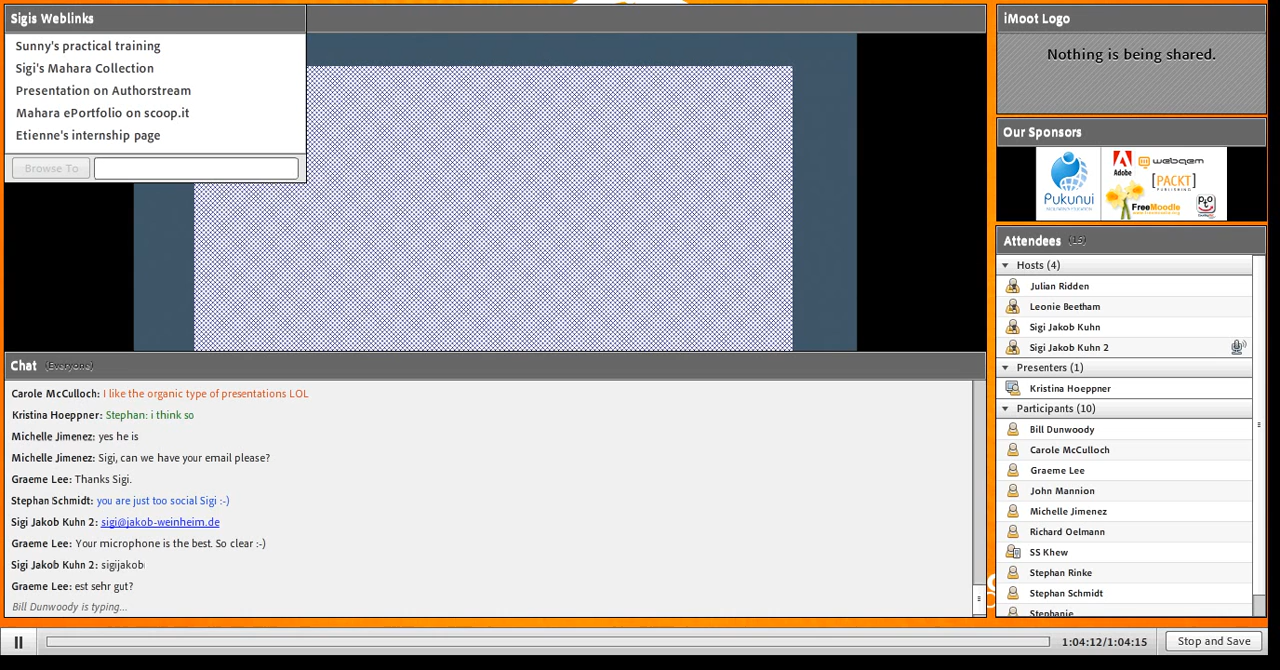 Sigis Weblinks
Sunny's practical training
Sigi's Mahara Collection
Presentation on Authorstream
Mahara ePortfolio on scoop.it
Etienne's internship page
Browse To
Chat (Everyone)
Carole McCulloch: I like the organic type of presentations LOL
Kristina Hoeppner: Stephan: i think so
Michelle Jimenez: yes he is
Michelle Jimenez: Sigi, can we have your email please?
Graeme Lee: Thanks Sigi.
Stephan Schmidt: you are just too social Sigi :-)
Sigi Jakob Kuhn 2: sigi@jakob-weinheim.de
Graeme Lee: Your microphone is the best. So clear :-)
Sigi Jakob Kuhn 2: sigijakob
Graeme Lee: est sehr gut?
Bill Dunwoody is typing...
iMoot Logo
Nothing is being shared.
Our Sponsors
Pukunui
Adobe
webqem
[PACKT]
PUBLISHING
FreeMoodle
Attendees (15)
Hosts (4)
Julian Ridden
Leonie Beetham
Sigi Jakob Kuhn
Sigi Jakob Kuhn 2
Presenters (1)
Kristina Hoeppner
Participants (10)
Bill Dunwoody
Carole McCulloch
Graeme Lee
John Mannion
Michelle Jimenez
Richard Oelmann
SS Khew
Stephan Rinke
Stephan Schmidt
Stephanie
1:04:12/1:04:15
Stop and Save